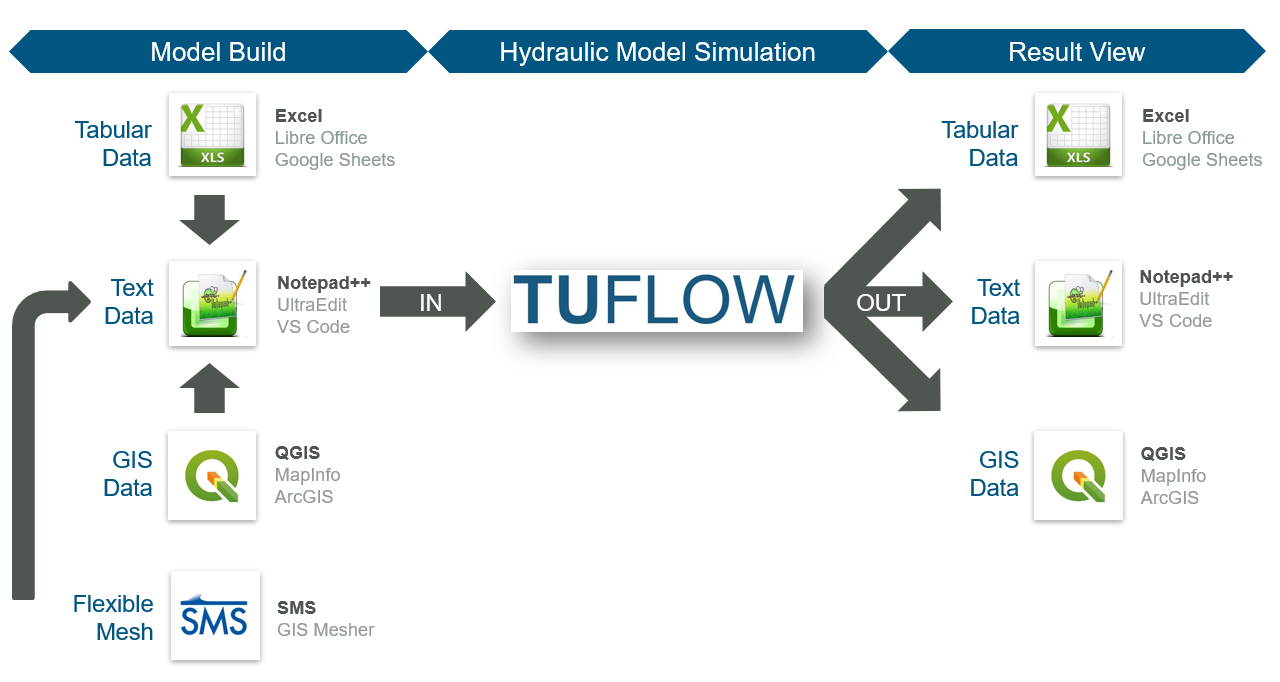 Model Build
Hydraulic Model Simulation
Result View
Tabular
Data
X
XLS
Excel
Libre Office
Google Sheets
Text
Data
Notepad++
UltraEdit
VS Code
GIS
Data
QGIS
MapInfo
ArcGIS
Flexible
Mesh
SMS
SMS
GIS Mesher
IN
TUFLOW
OUT
Tabular
Data
X
XLS
Excel
Libre Office
Google Sheets
Text
Data
Notepad++
UltraEdit
VS Code
GIS
Data
QGIS
MapInfo
ArcGIS